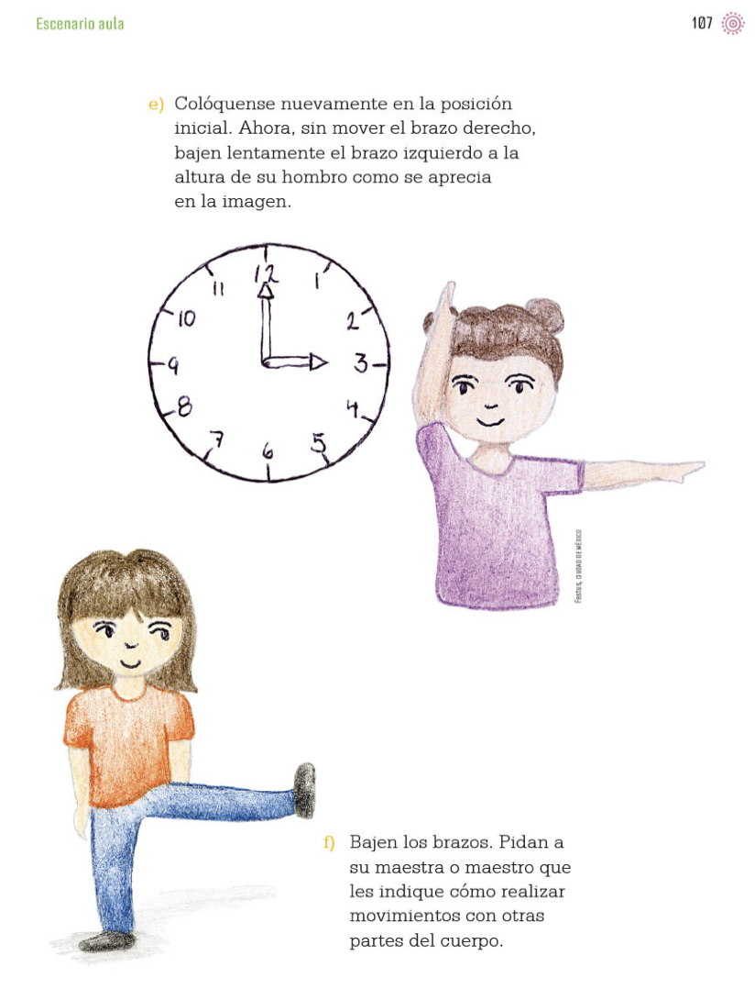 Escenario aula
107
e) Colóquense nuevamente en la posición
inicial. Ahora, sin mover el brazo derecho,
bajen lentamente el brazo izquierdo a la
altura de su hombro como se aprecia
en la imagen.
12
11
1
10
2
9
3
8
4
7
5
6
Festus, CIUDAD DE MÉXICO
f) Bajen los brazos. Pidan a
su maestra o maestro que
les indique cómo realizar
movimientos con otras
partes del cuerpo.